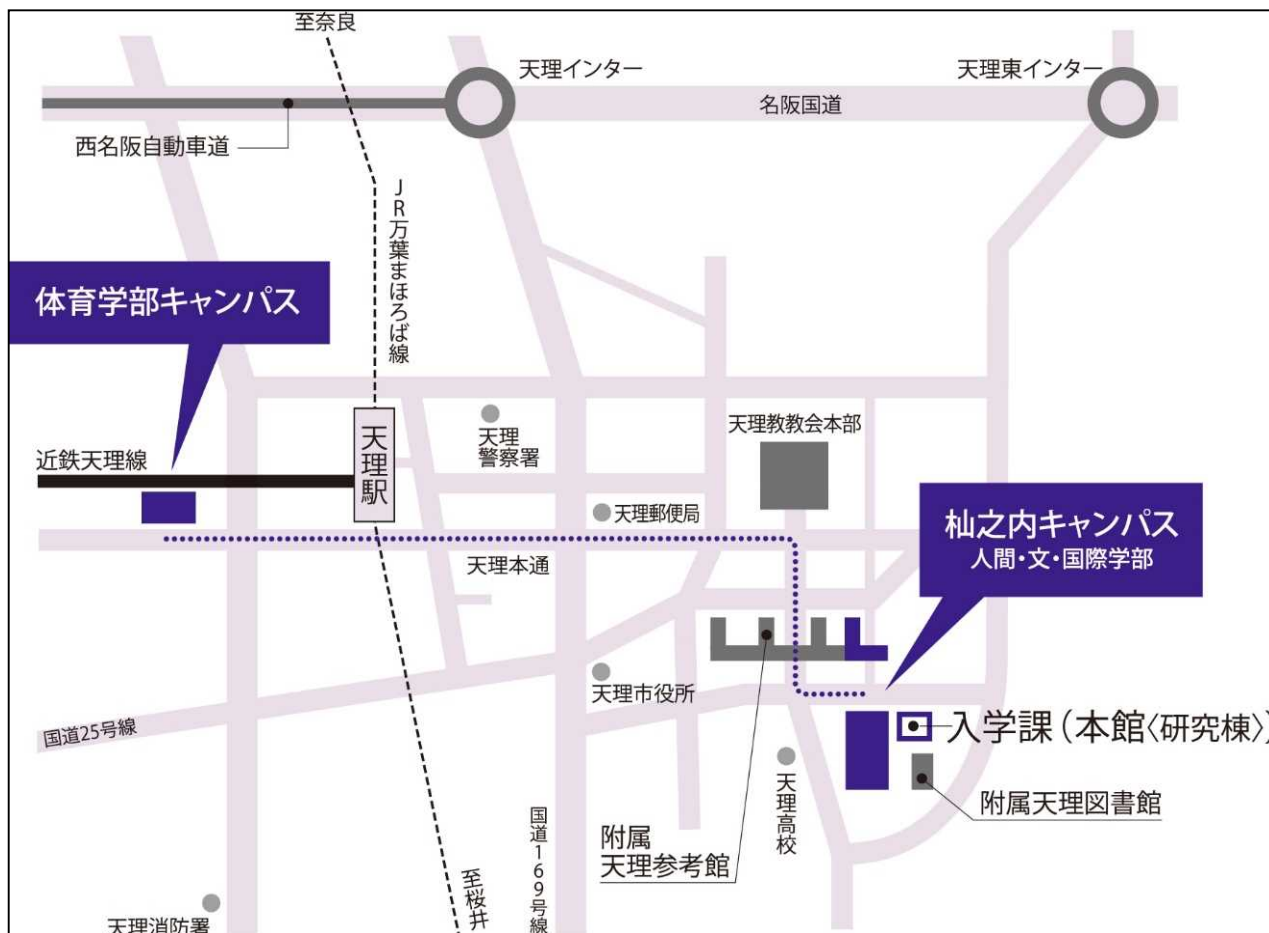 至奈良
天理インター
天理東インター
名阪国道
西名阪自動車道
JR万葉まほろば線
体育学部キャンパス
天理
警察署
天理教教会本部
近鉄天理線
天理駅
天理郵便局
杣之内キャンパス
人間・文・国際学部
天理本通
天理市役所
国道25号線
入学課(本館〈研究棟〉)
附属天理図書館
天理高校
附属
天理参考館
国道169号線
至桜井
天理消防署